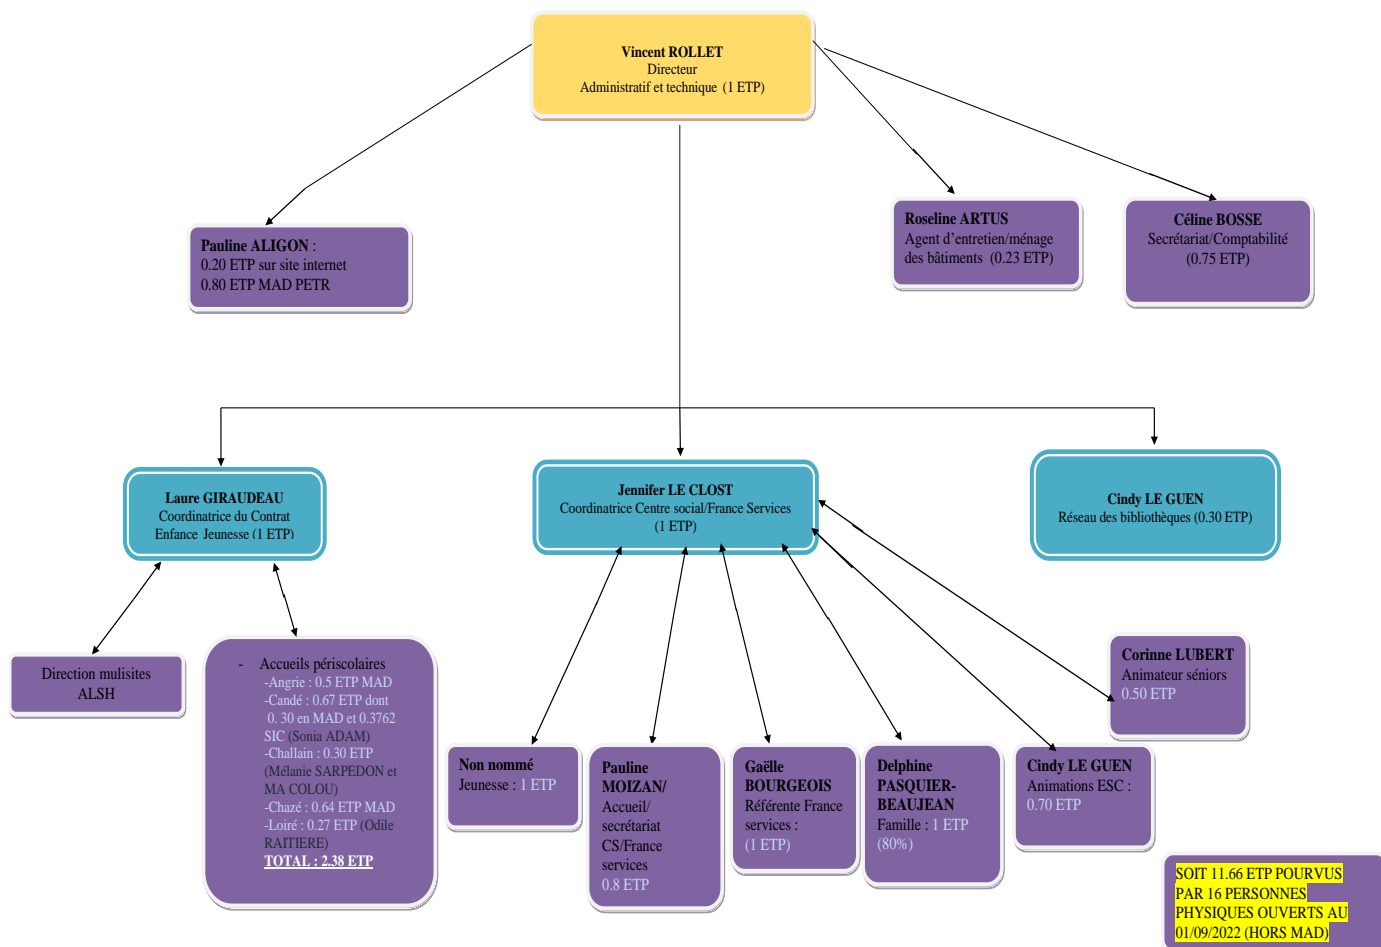 Vincent ROLLET
Directeur
Administratif et technique (1 ETP)
Pauline ALIGON :
0.20 ETP sur site internet
0.80 ETP MAD PETR
Roseline ARTUS
Agent d'entretien/ménage
des bâtiments (0.23 ETP)
Céline BOSSE
Secrétariat/Comptabilité
(0.75 ETP)
Laure GIRAUDEAU
Coordinatrice du Contrat
Enfance Jeunesse (1 ETP)
Jennifer LE CLOST
Coordinatrice Centre social/France Services
(1 ETP)
Cindy LE GUEN
Réseau des bibliothèques (0.30 ETP)
Direction mulisites
ALSH
- Accueils périscolaires
-Angrie : 0.5 ETP MAD
-Candé : 0.67 ETP dont
0. 30 en MAD et 0.3762
SIC (Sonia ADAM)
-Challain : 0.30 ETP
(Mélanie SARPEDON et
MA COLOU)
-Chazé : 0.64 ETP MAD
-Loiré : 0.27 ETP (Odile
RAITIERE)
TOTAL : 2.38 ETP
Non nommé
Jeunesse : 1 ETP
Pauline
MOIZAN/
Accueil/
secrétariat
CS/France
services
0.8 ETP
Gaëlle
BOURGEOIS
Référente France
services :
(1 ETP)
Delphine
PASQUIER-
BEAUJEAN
Famille : 1 ETP
(80%)
Cindy LE GUEN
Animations ESC :
0.70 ETP
Corinne LUBERT
Animateur séniors
0.50 ETP
SOIT 11.66 ETP POURVUS
PAR 16 PERSONNES
PHYSIQUES OUVERTS AU
01/09/2022 (HORS MAD)